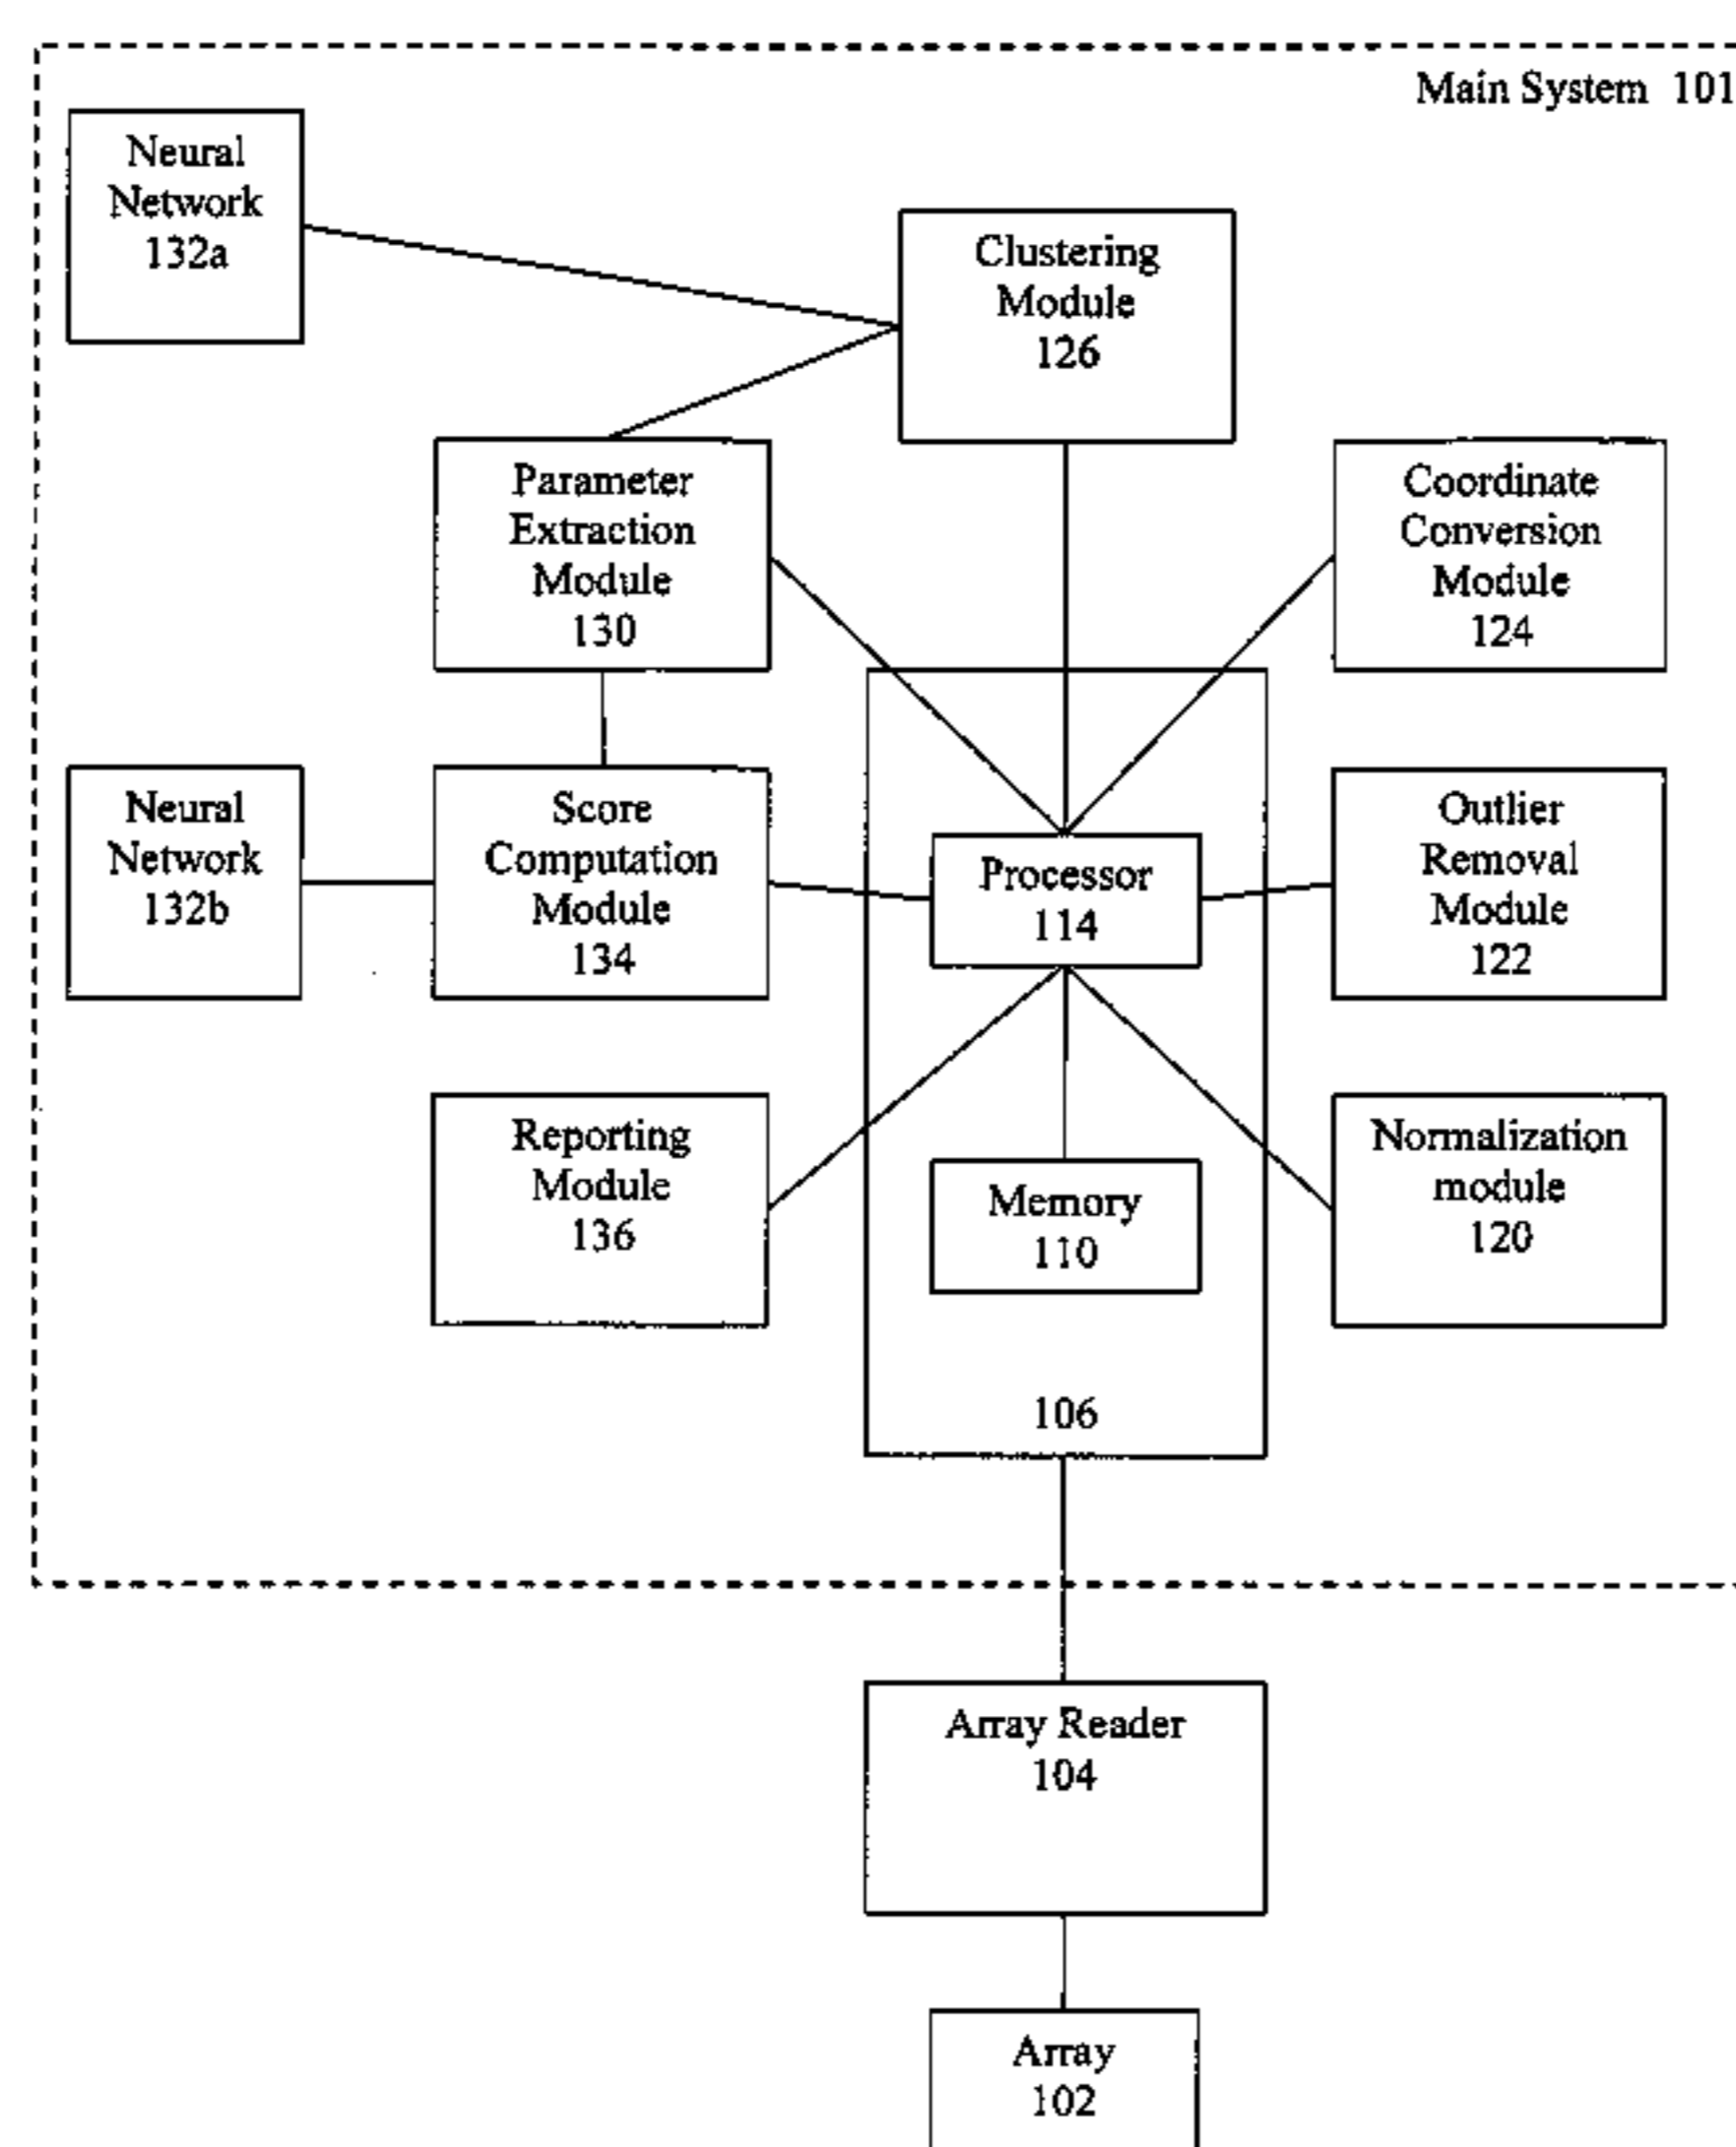 Main System 101
Neural
Network
132a
Clustering
Module
126
Parameter
Extraction
Module
130
Coordinate
Conversion
Module
124
Neural
Network
132b
Score
Computation
Module
134
Processor
114
Outlier
Removal
Module
122
Reporting
Module
136
Memory
110
Normalization
module
120
106
Array Reader
104
Array
102